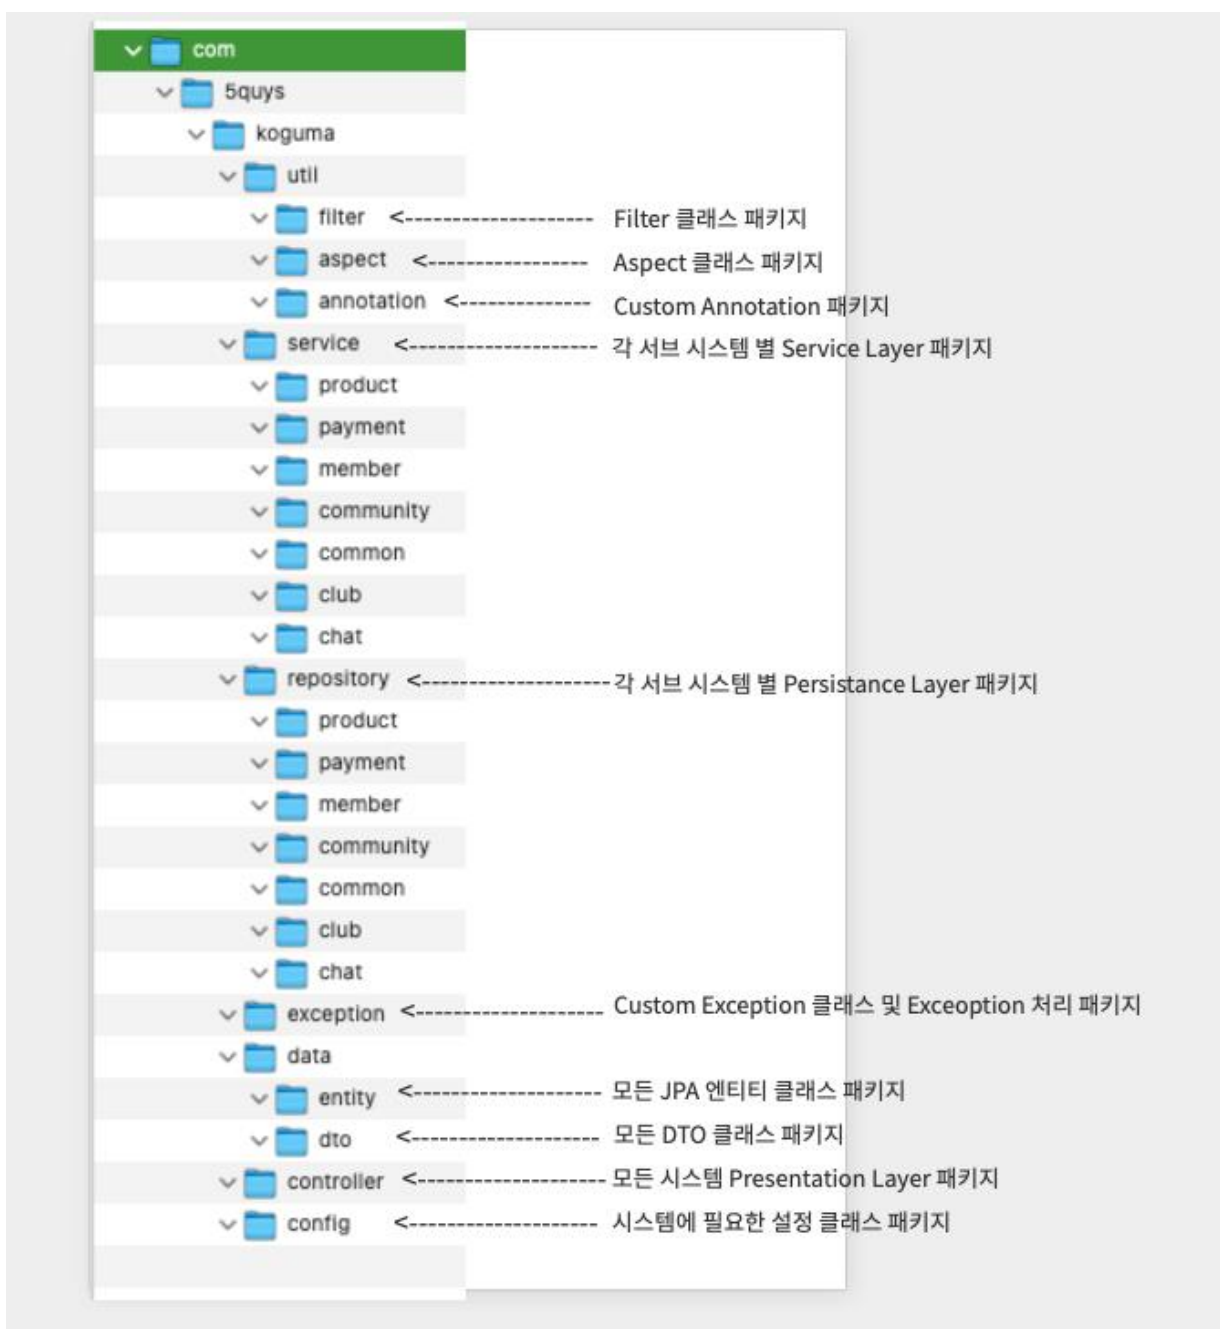 com
5quys
koguma
util
filter <-------------------- Filter 클래스 패키지
aspect <----------------- Aspect 클래스 패키지
annotation <-------------- Custom Annotation 패키지
service <-------------------- 각 서브 시스템 별 Service Layer 패키지
product
payment
member
community
common
club
chat
repository <-------------------- 각 서브 시스템 별 Persistance Layer 패키지
product
payment
member
community
common
club
chat
exception <-------------------- Custom Exception 클래스 및 Exceoption 처리 패키지
data
entity <-------------------- 모든 JPA 엔티티 클래스 패키지
dto <-------------------- 모든 DTO 클래스 패키지
controller <-------------------- 모든 시스템 Presentation Layer 패키지
config <-------------------- 시스템에 필요한 설정 클래스 패키지